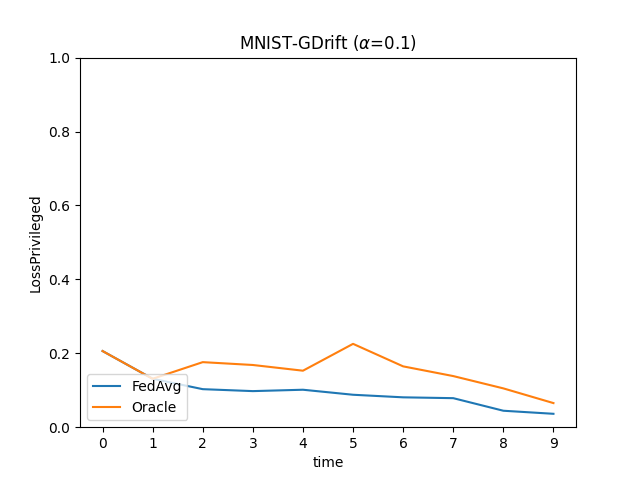 MNIST-GDrift (α=0.1)
LossPrivileged
1.0
0.8
0.6
0.4
0.2
0.0
FedAvg
Oracle
0 1 2 3 4 5 6 7 8 9
time